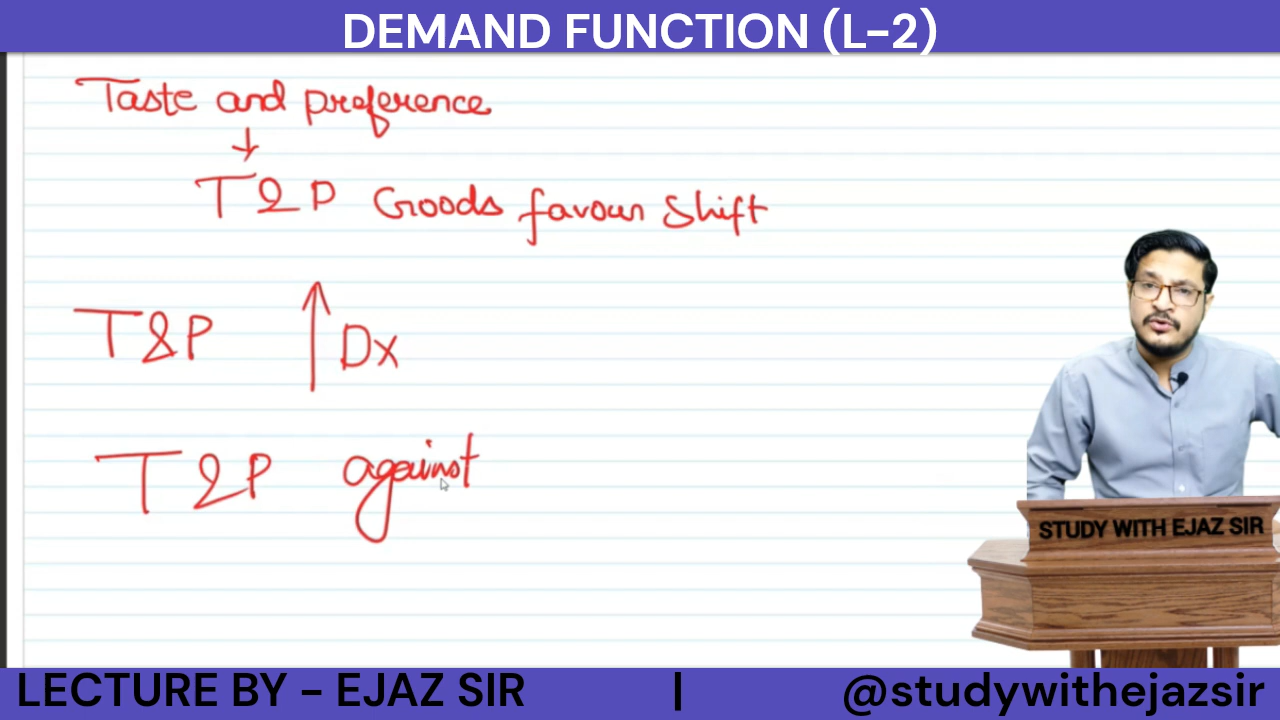 DEMAND FUNCTION (L-2)
Taste and preference
↓
T & P Goods favour shift
T&P ↑ Dx
T & P against
STUDY WITH EJAZ SIR
LECTURE BY - EJAZ SIR | @studywithejazsir